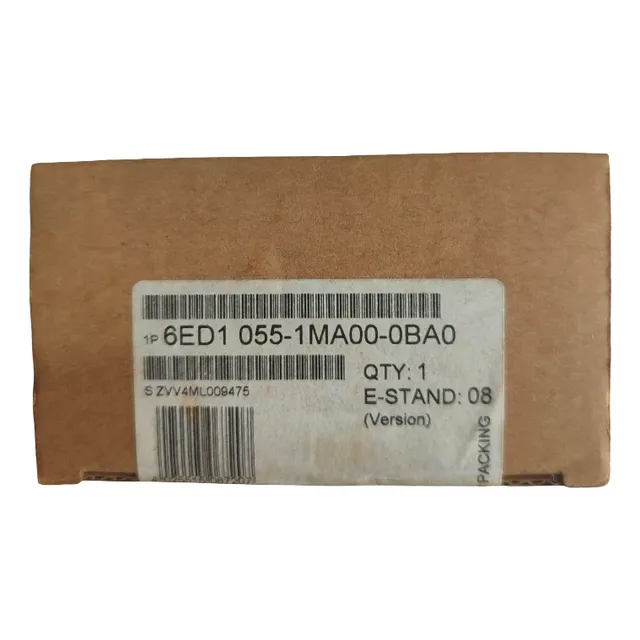 1P 6ED1 055-1MA00-0BA0
S ZVV4ML009475
QTY: 1
E-STAND: 08
(Version)
PACKING